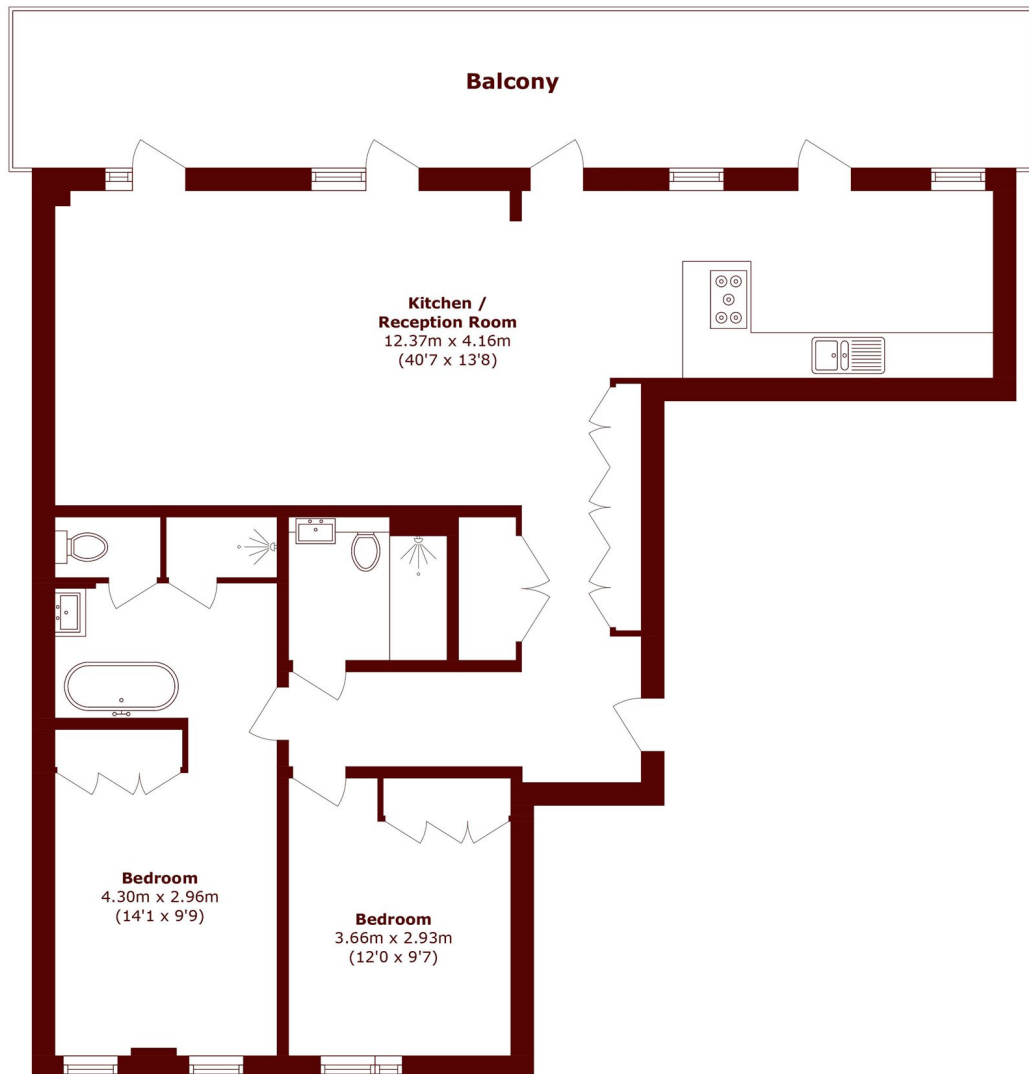 Balcony
Kitchen /
Reception Room
12.37m x 4.16m
(40'7 x 13'8)
Bedroom
4.30m x 2.96m
(14'1 x 9'9)
Bedroom
3.66m x 2.93m
(12'0 x 9'7)